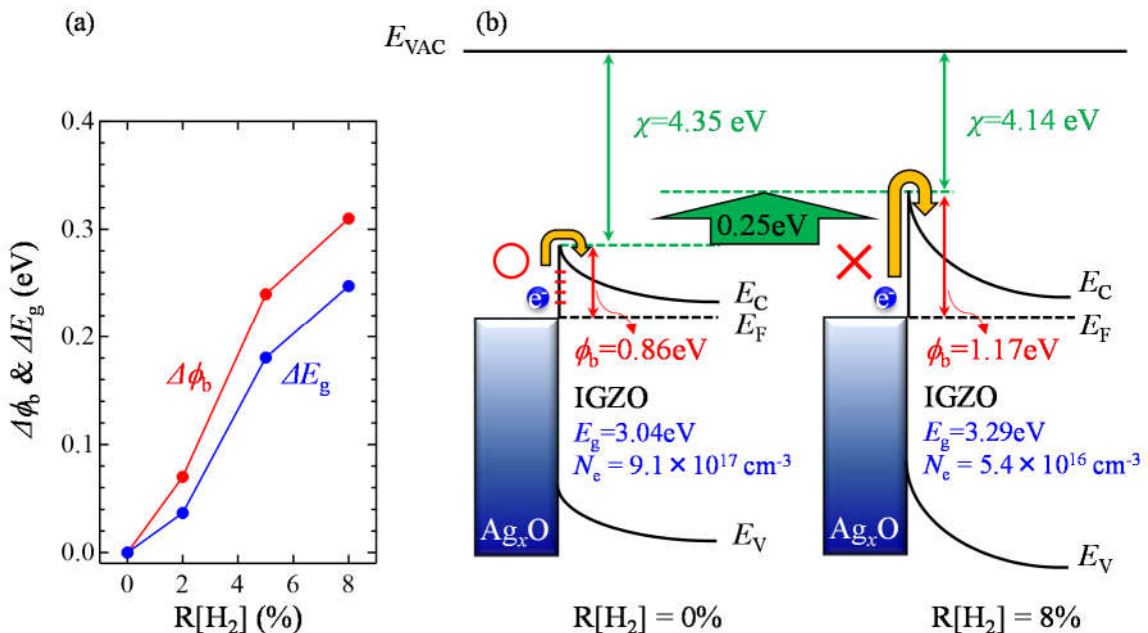 (a)
0.4
0.3
0.2
0.1
0.0
Δϕb & ΔEg (eV)
Δϕb
ΔEg
0 2 4 6 8
R[H2] (%)
(b)
EVAC
χ=4.35 eV
χ=4.14 eV
0.25eV
e-
e-
EC
EF
EC
EF
ϕb=0.86eV
ϕb=1.17eV
IGZO
Eg=3.04eV
Ne = 9.1 × 10^17 cm^-3
IGZO
Eg=3.29eV
Ne = 5.4 × 10^16 cm^-3
AgxO
EV
AgxO
EV
R[H2] = 0%
R[H2] = 8%